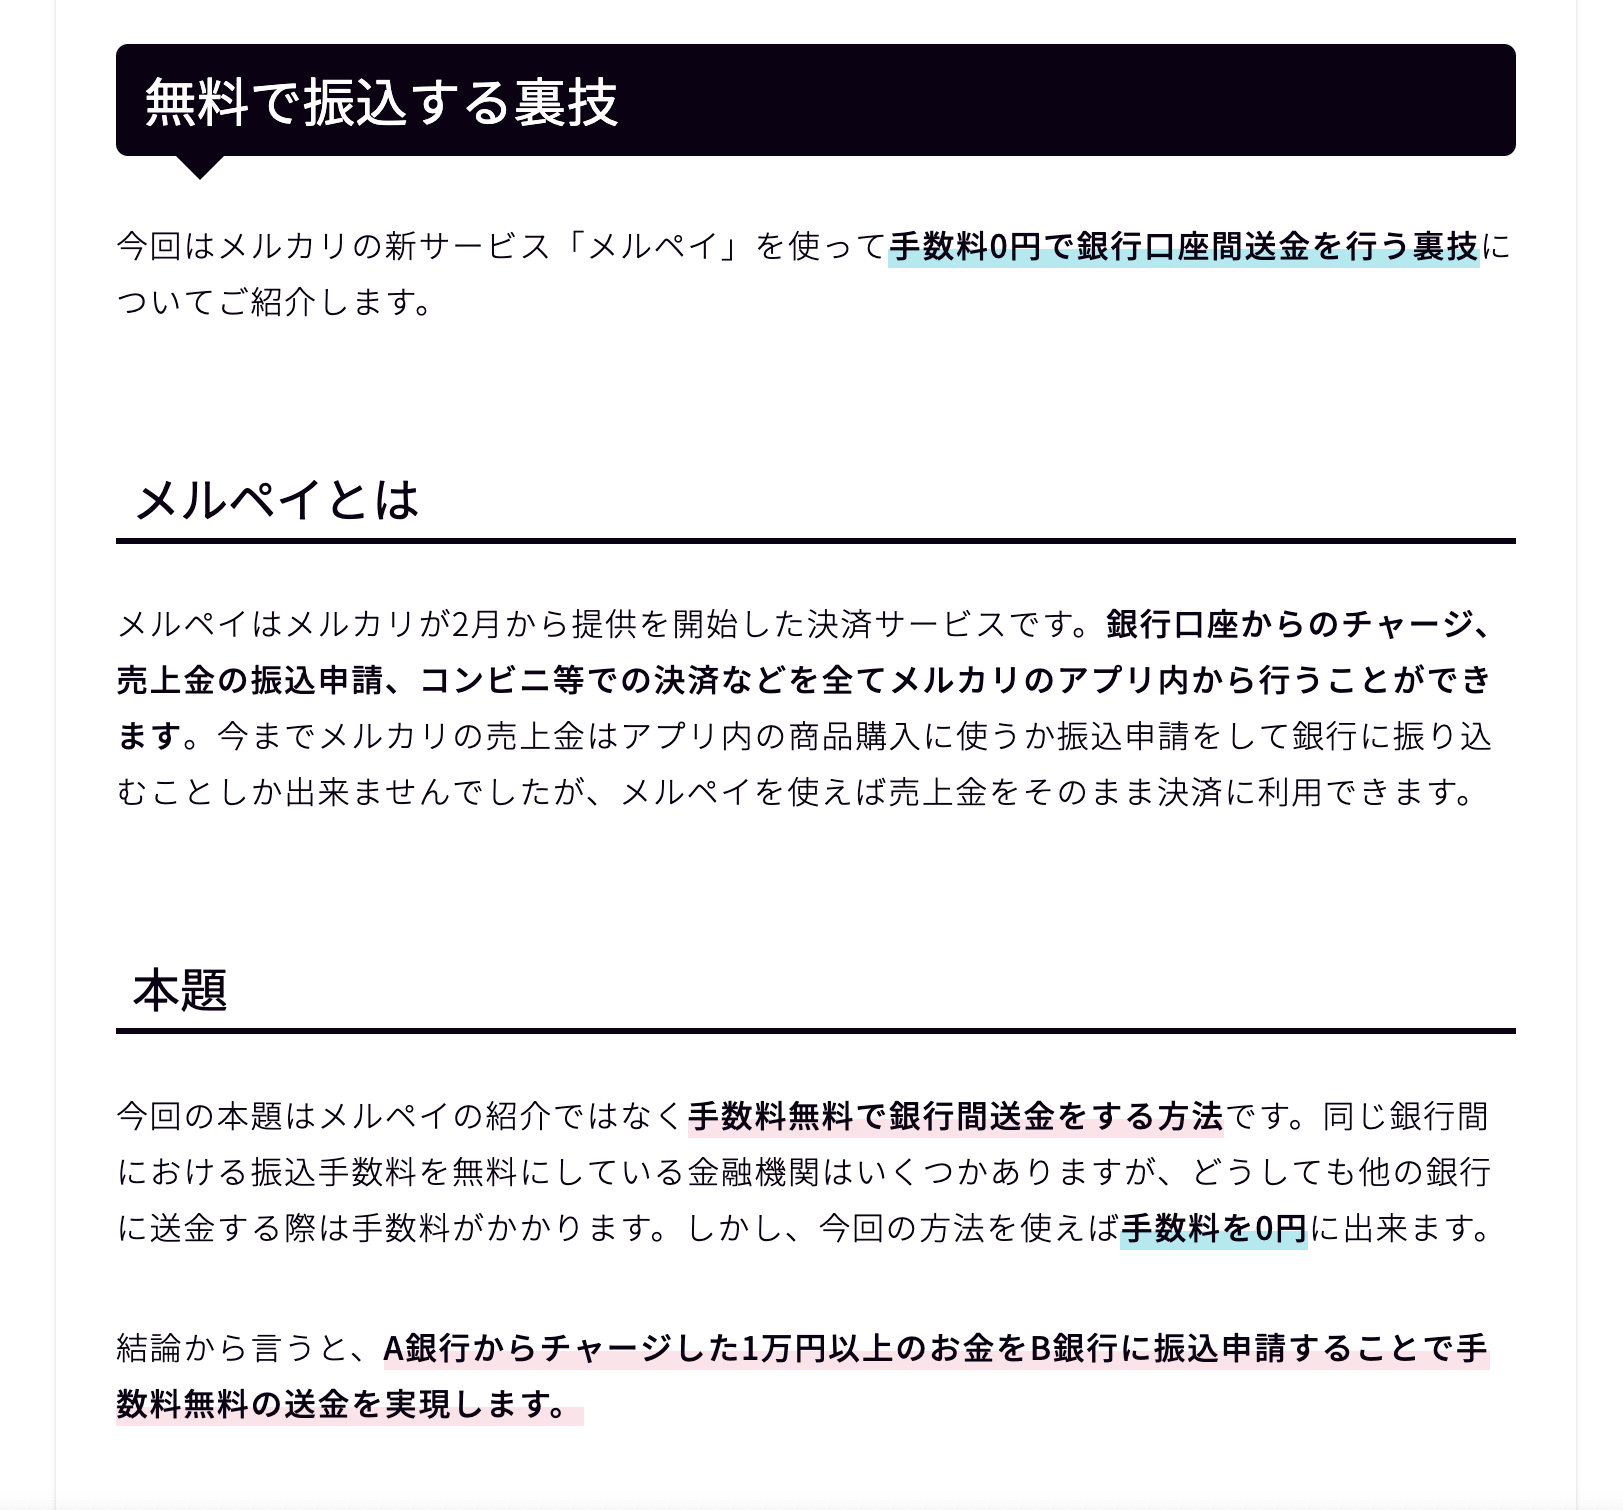 無料で振込する裏技
今回はメルカリの新サービス「メルペイ」を使って手数料0円で銀行口座間送金を行う裏技に
ついてご紹介します。
メルペイとは
メルペイはメルカリが2月から提供を開始した決済サービスです。銀行口座からのチャージ、
売上金の振込申請、コンビニ等での決済などを全てメルカリのアプリ内から行うことができ
ます。今までメルカリの売上金はアプリ内の商品購入に使うか振込申請をして銀行に振り込
むことしか出来ませんでしたが、メルペイを使えば売上金をそのまま決済に利用できます。
本題
今回の本題はメルペイの紹介ではなく手数料無料で銀行間送金をする方法です。同じ銀行間
における振込手数料を無料にしている金融機関はいくつかありますが、どうしても他の銀行
に送金する際は手数料がかかります。しかし、今回の方法を使えば手数料を0円に出来ます。
結論から言うと、A銀行からチャージした1万円以上のお金をB銀行に振込申請することで手
数料無料の送金を実現します。